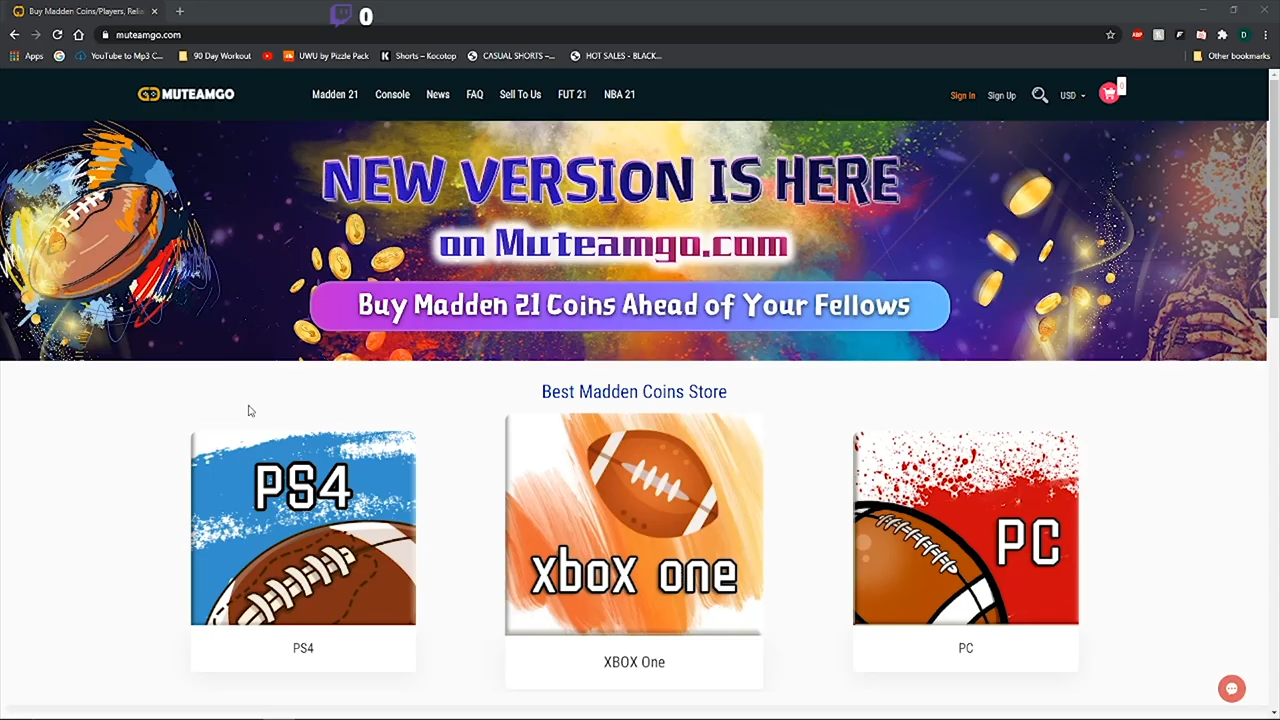 Buy Madden Coins/Players, Relia
0
muteamgo.com
Apps
YouTube to Mp3 C...
90 Day Workout
UWU by Pizzle Pack
Shorts – Kocotop
CASUAL SHORTS –...
HOT SALES - BLACK...
Other bookmarks
MUTEAMGO
Madden 21
Console
News
FAQ
Sell To Us
FUT 21
NBA 21
Sign In
Sign Up
USD
0
NEW VERSION IS HERE
on Muteamgo.com
Buy Madden 21 Coins Ahead of Your Fellows
Best Madden Coins Store
PS4
xbox one
PC
PS4
XBOX One
PC